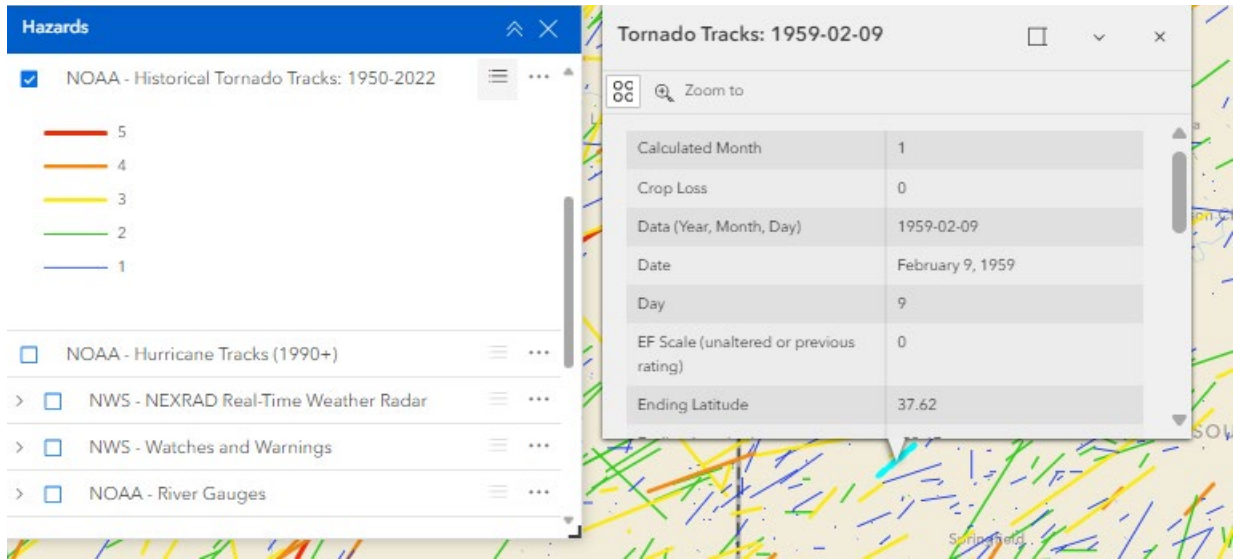 Hazards
NOAA - Historical Tornado Tracks: 1950-2022
5
4
3
2
1
NOAA - Hurricane Tracks (1990+)
NWS - NEXRAD Real-Time Weather Radar
NWS - Watches and Warnings
NOAA - River Gauges
Tornado Tracks: 1959-02-09
Zoom to
Calculated Month 1
Crop Loss 0
Data (Year, Month, Day) 1959-02-09
Date February 9, 1959
Day 9
EF Scale (unaltered or previous
rating) 0
Ending Latitude 37.62
SOU
Springfield